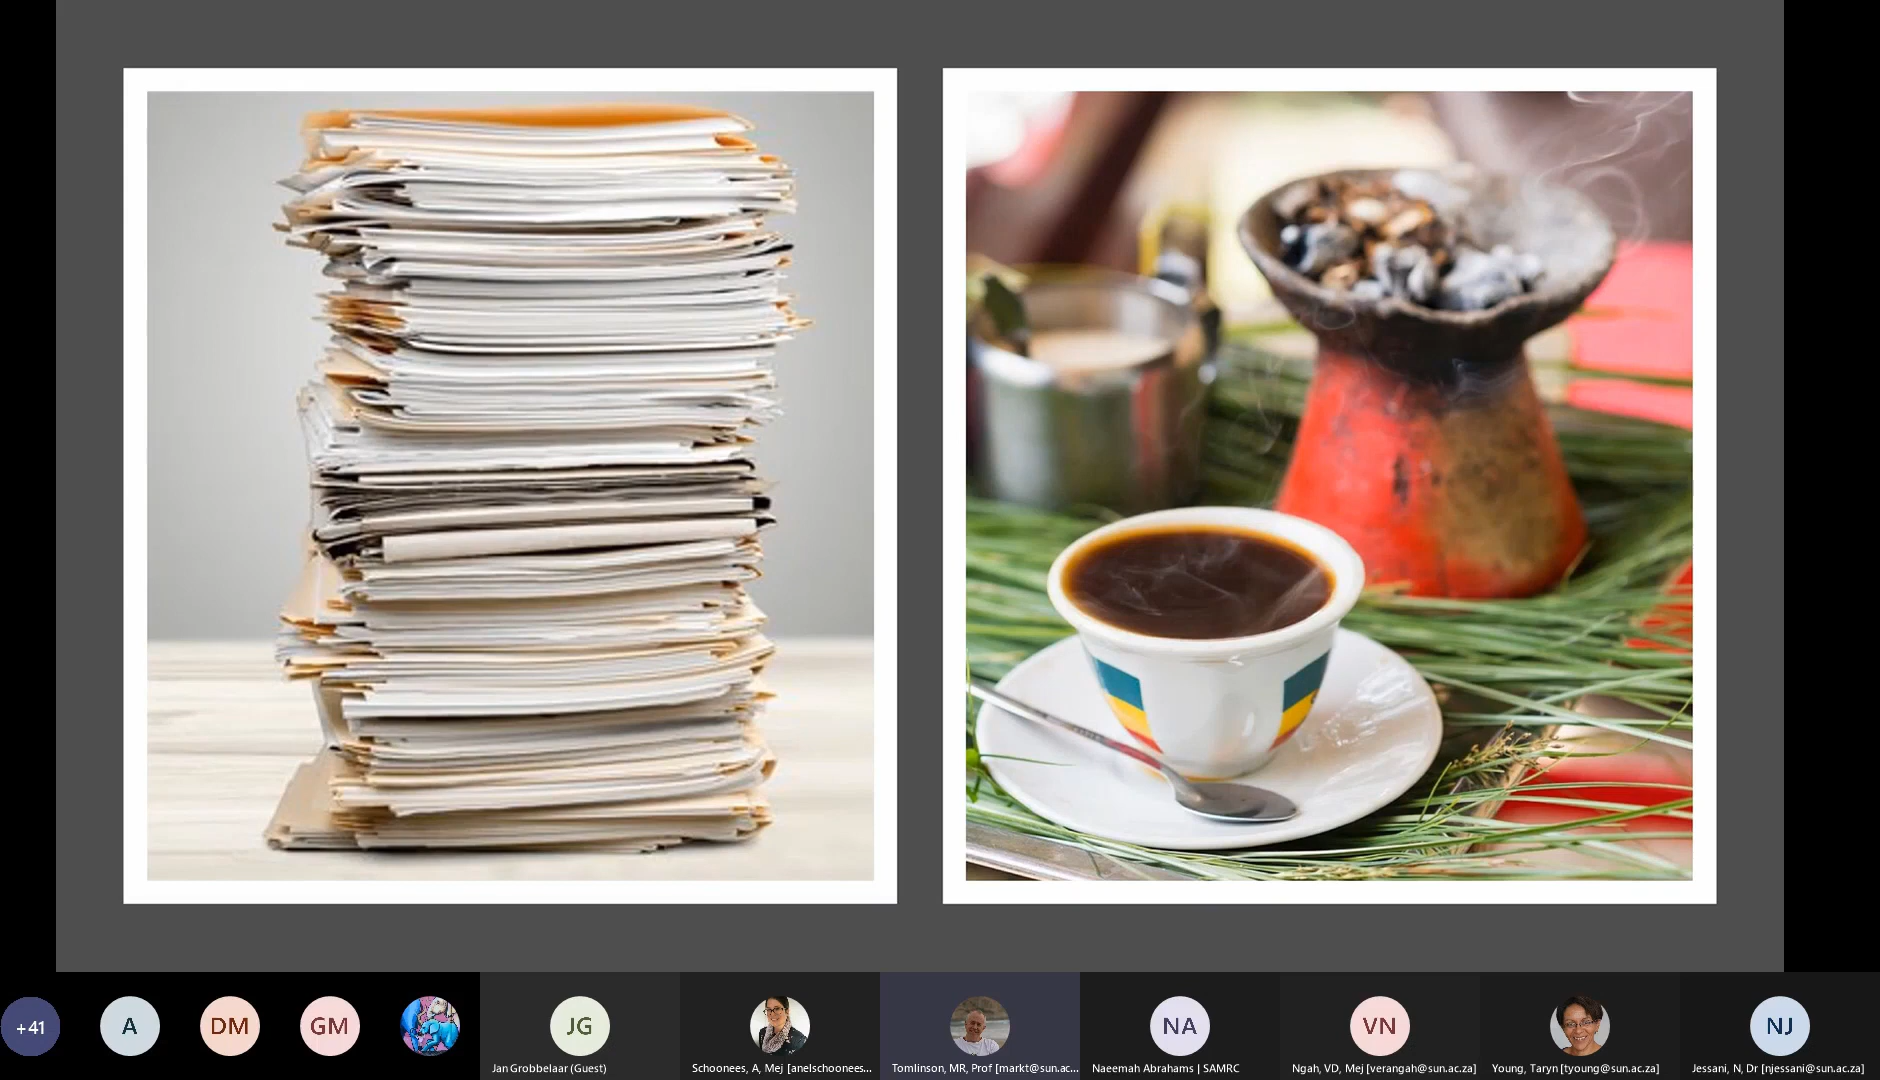 +41
A
DM
GM
JG
NA
VN
NJ
Jan Grobbelaar (Guest)
Schoonees, A, Mej [anelschoonees...
Tomlinson, MR, Prof [markt@sun.ac...
Naeemah Abrahams | SAMRC
Ngah, VD, Mej [verangah@sun.ac.za]
Young, Taryn [tyoung@sun.ac.za]
Jessani, N, Dr [njessani@sun.ac.za]